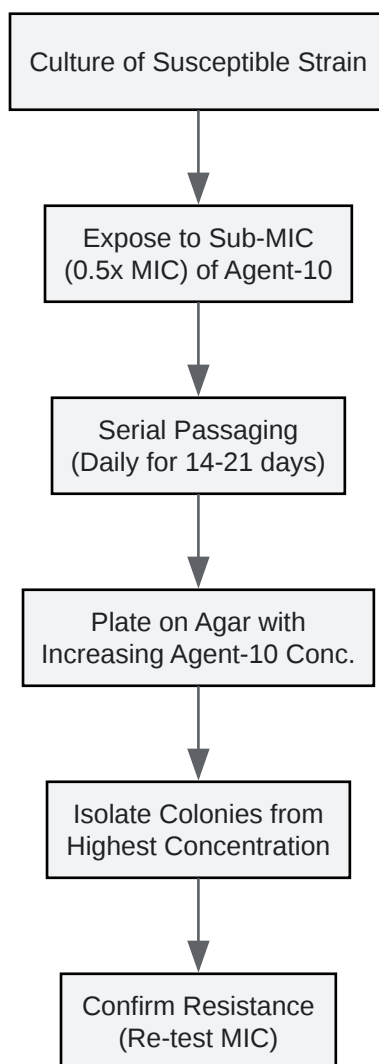 Culture of Susceptible Strain
Expose to Sub-MIC
(0.5x MIC) of Agent-10
Serial Passaging
(Daily for 14-21 days)
Plate on Agar with
Increasing Agent-10 Conc.
Isolate Colonies from
Highest Concentration
Confirm Resistance
(Re-test MIC)